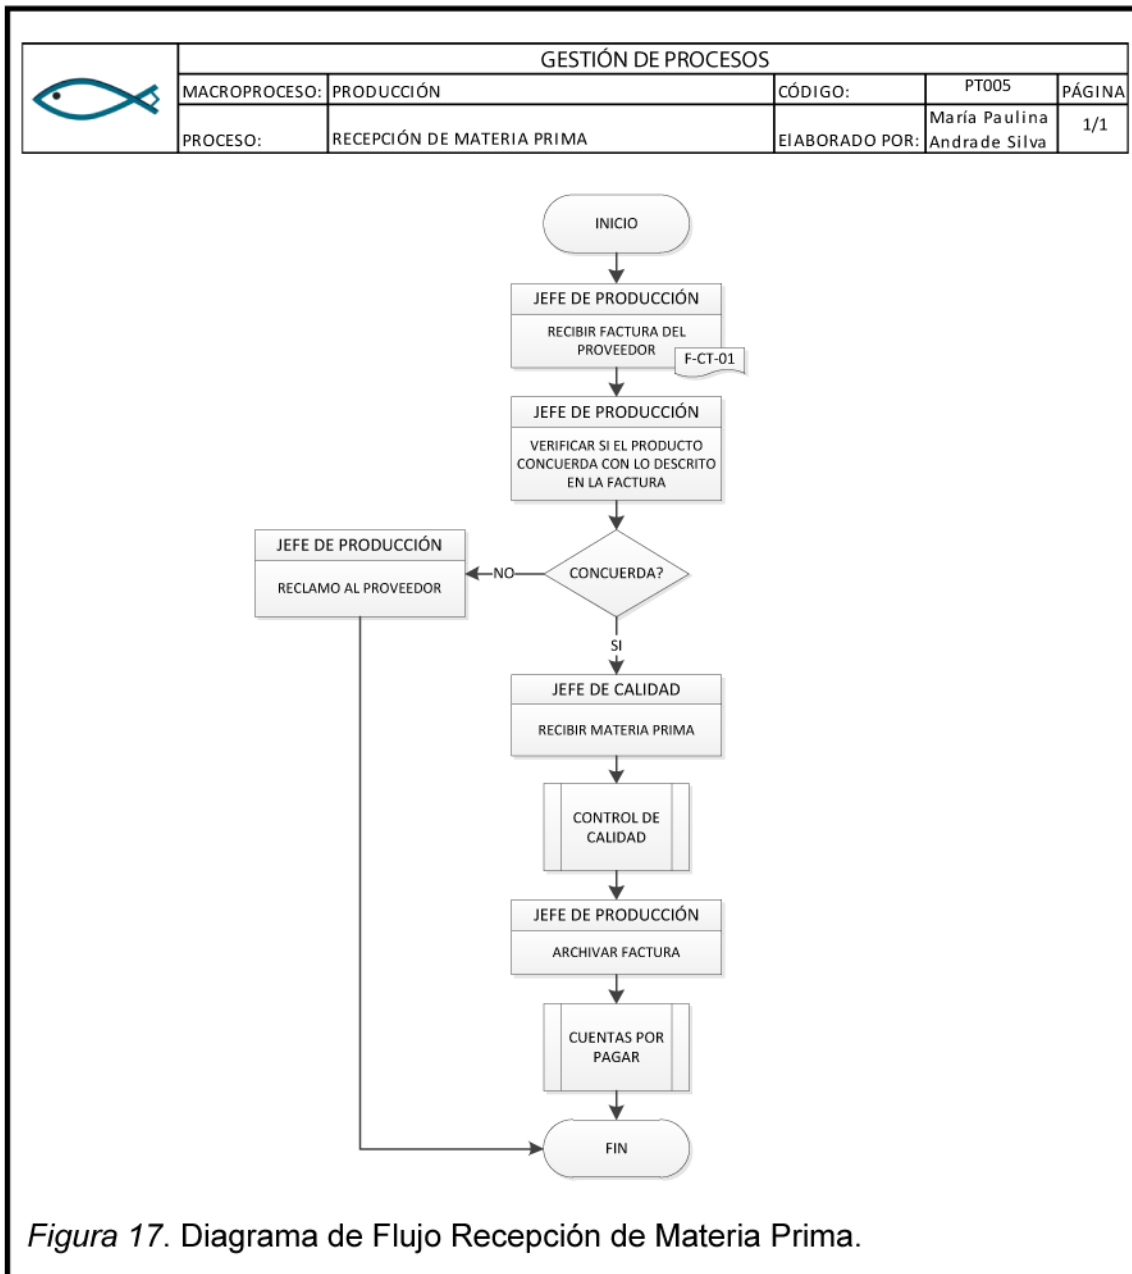 GESTIÓN DE PROCESOS
MACROPROCESO: PRODUCCIÓN CÓDIGO: PT005 PÁGINA
PROCESO: RECEPCIÓN DE MATERIA PRIMA ElABORADO POR: María Paulina
Andrade Silva
1/1
INICIO
JEFE DE PRODUCCIÓN
RECIBIR FACTURA DEL
PROVEEDOR
F-CT-01
JEFE DE PRODUCCIÓN
VERIFICAR SI EL PRODUCTO
CONCUERDA CON LO DESCRITO
EN LA FACTURA
CONCUERDA?
NO
JEFE DE PRODUCCIÓN
RECLAMO AL PROVEEDOR
SI
JEFE DE CALIDAD
RECIBIR MATERIA PRIMA
CONTROL DE
CALIDAD
JEFE DE PRODUCCIÓN
ARCHIVAR FACTURA
CUENTAS POR
PAGAR
FIN
Figura 17. Diagrama de Flujo Recepción de Materia Prima.